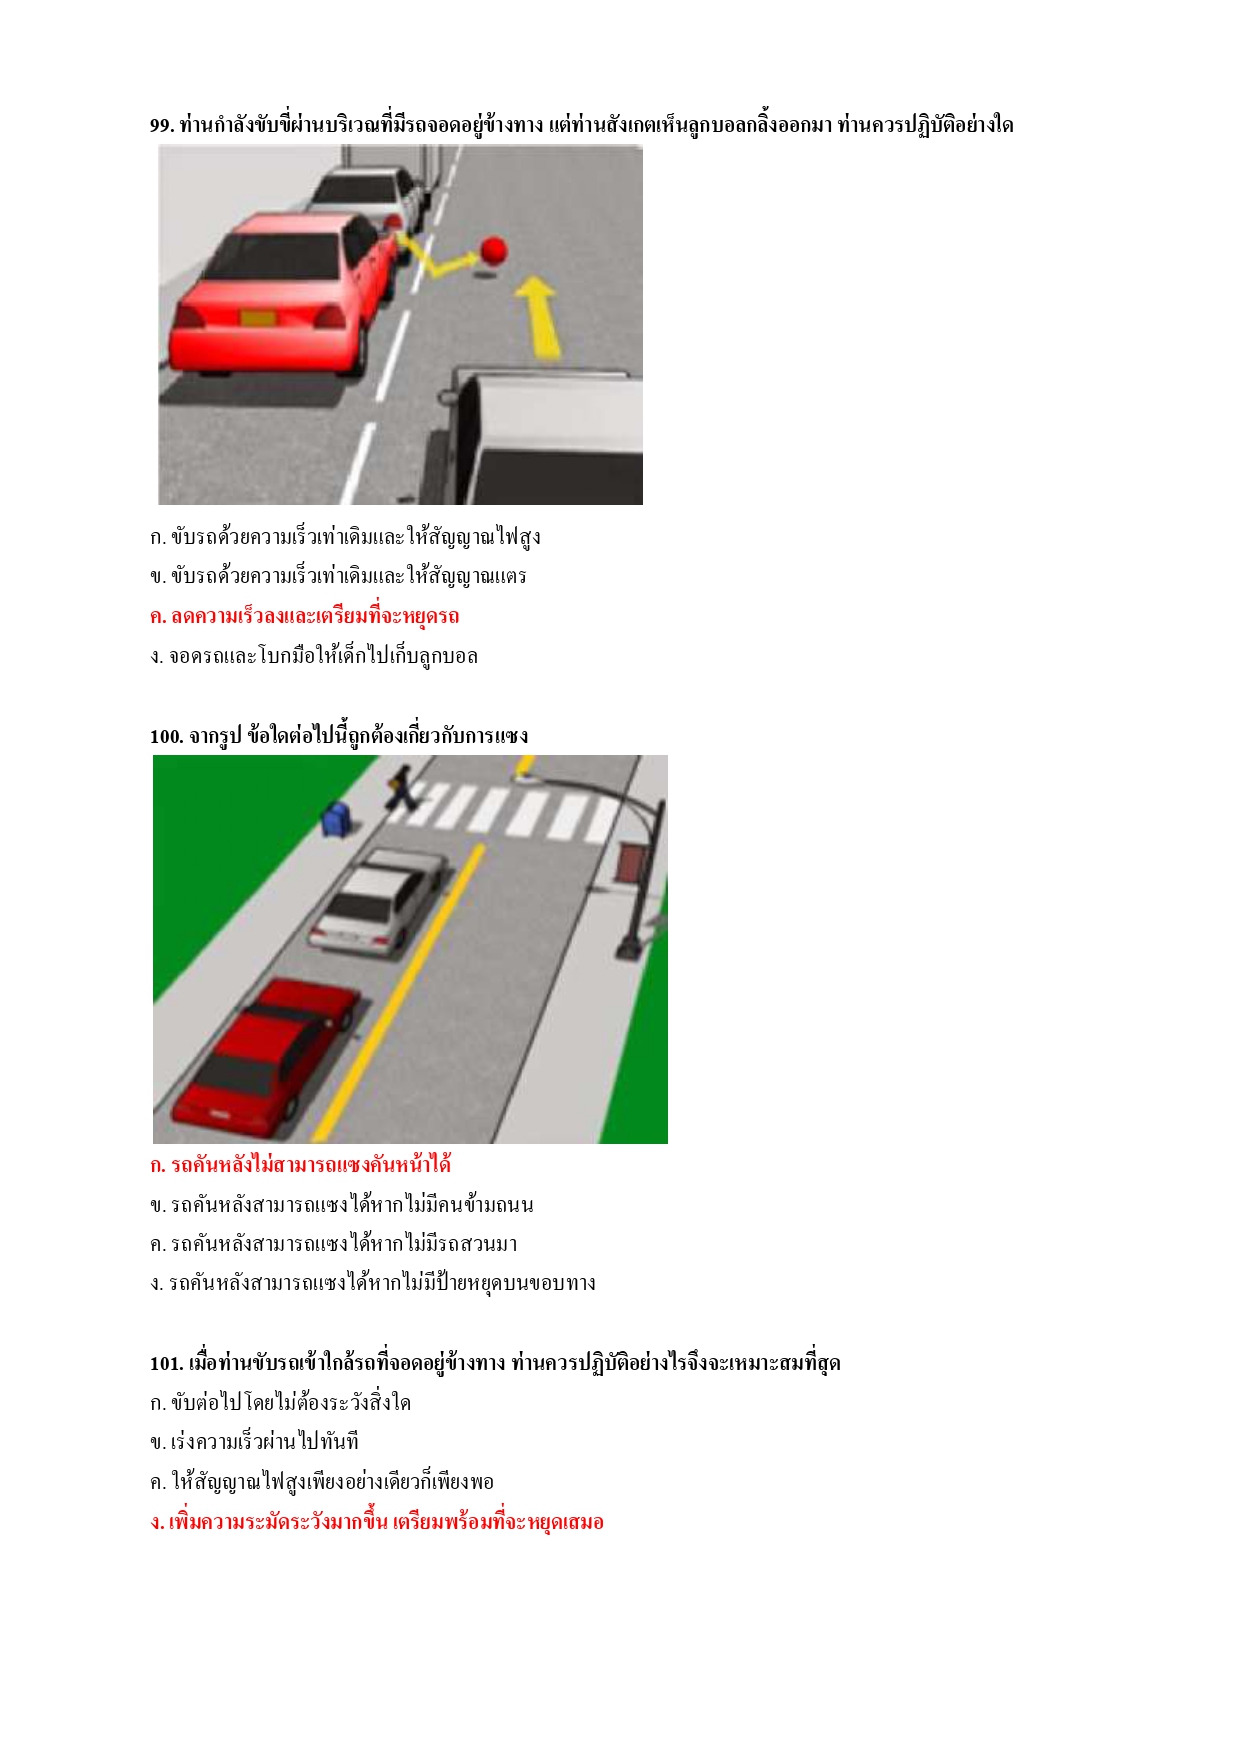 99. ท่านกำลังขับขี่ผ่านบริเวณที่มีรถจอดอยู่ข้างทาง แต่ท่านสังเกตเห็นลูกบอลกลิ้งออกมา ท่านควรปฏิบัติอย่างใด
ก. ขับรถด้วยความเร็วเท่าเดิมและให้สัญญาณไฟสูง
ข. ขับรถด้วยความเร็วเท่าเดิมและให้สัญญาณแตร
ค. ลดความเร็วลงและเตรียมที่จะหยุดรถ
ง. จอดรถและโบกมือให้เด็กไปเก็บลูกบอล
100. จากรูป ข้อใดต่อไปนี้ถูกต้องเกี่ยวกับการแซง
ก. รถคันหลังไม่สามารถแซงคันหน้าได้
ข. รถคันหลังสามารถแซงได้หากไม่มีคนข้ามถนน
ค. รถคันหลังสามารถแซงได้หากไม่มีรถสวนมา
ง. รถคันหลังสามารถแซงได้หากไม่มีป้ายหยุดบนขอบทาง
101. เมื่อท่านขับรถเข้าใกล้รถที่จอดอยู่ข้างทาง ท่านควรปฏิบัติอย่างไรจึงจะเหมาะสมที่สุด
ก. ขับต่อไปโดยไม่ต้องระวังสิ่งใด
ข. เร่งความเร็วผ่านไปทันที
ค. ให้สัญญาณไฟสูงเพียงอย่างเดียวก็เพียงพอ
ง. เพิ่มความระมัดระวังมากขึ้น เตรียมพร้อมที่จะหยุดเสมอ